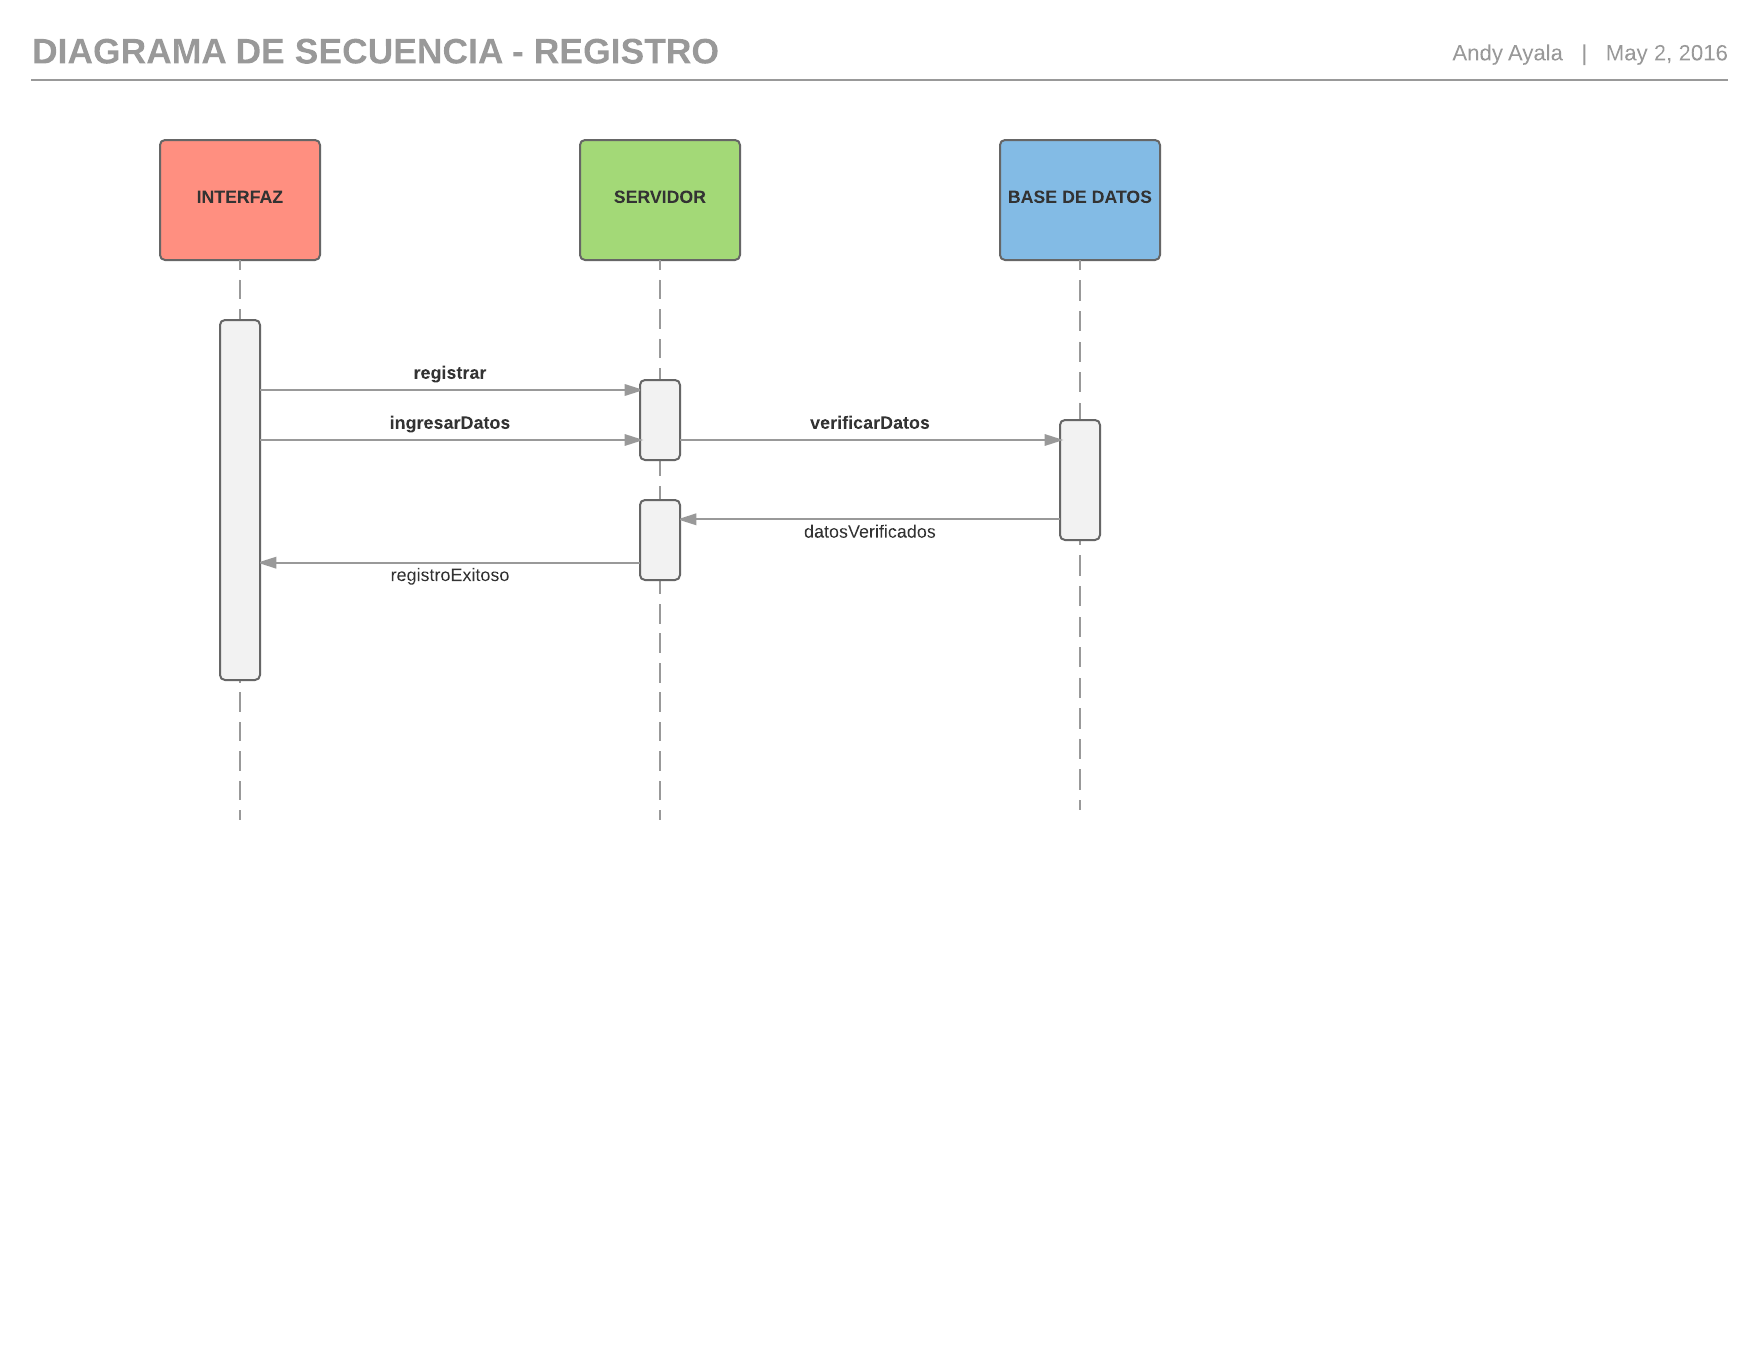 DIAGRAMA DE SECUENCIA - REGISTRO
Andy Ayala | May 2, 2016
INTERFAZ
SERVIDOR
BASE DE DATOS
registrar
ingresarDatos
verificarDatos
datosVerificados
registroExitoso